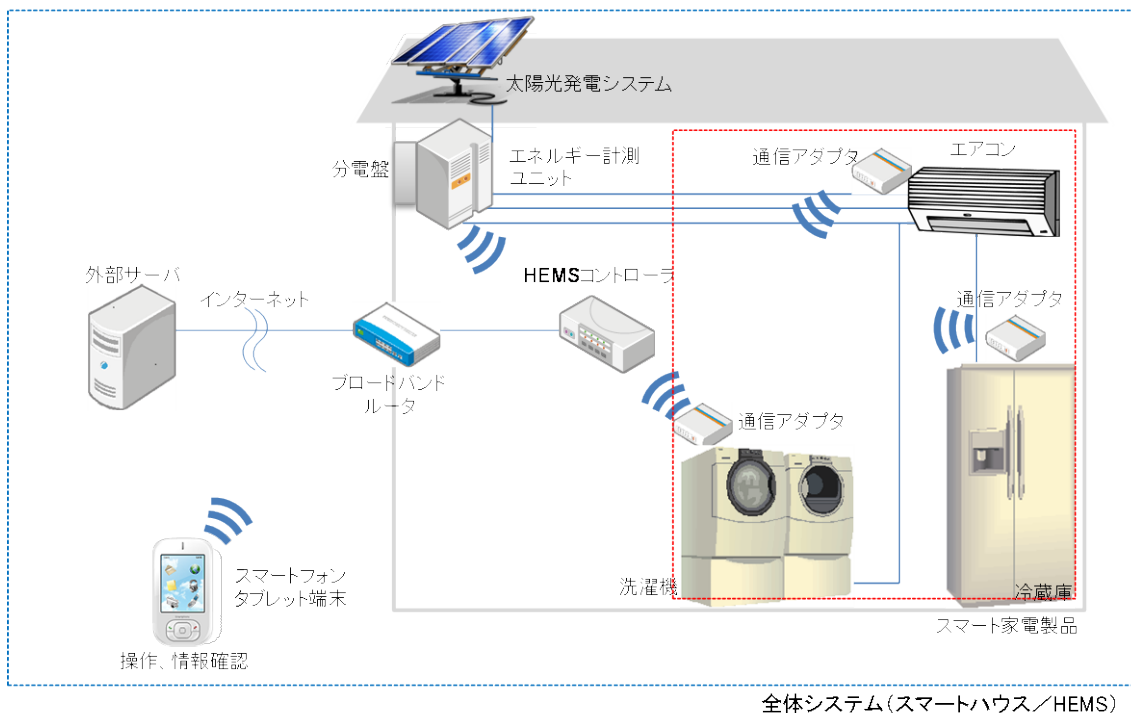 太陽光発電システム
分電盤
エネルギー計測
ユニット
通信アダプタ
エアコン
外部サーバ
インターネット
HEMSコントローラ
通信アダプタ
ブロードバンド
ルータ
通信アダプタ
スマートフォン
タブレット端末
洗濯機
冷蔵庫
スマート家電製品
操作、情報確認
全体システム(スマートハウス/HEMS)